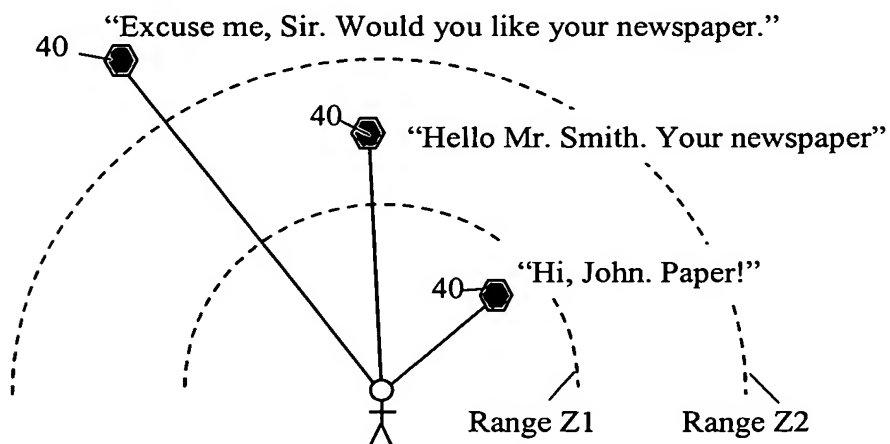 “Excuse me, Sir. Would you like your newspaper.”
40
40
“Hello Mr. Smith. Your newspaper”
“Hi, John. Paper!”
40
Range Z1
Range Z2